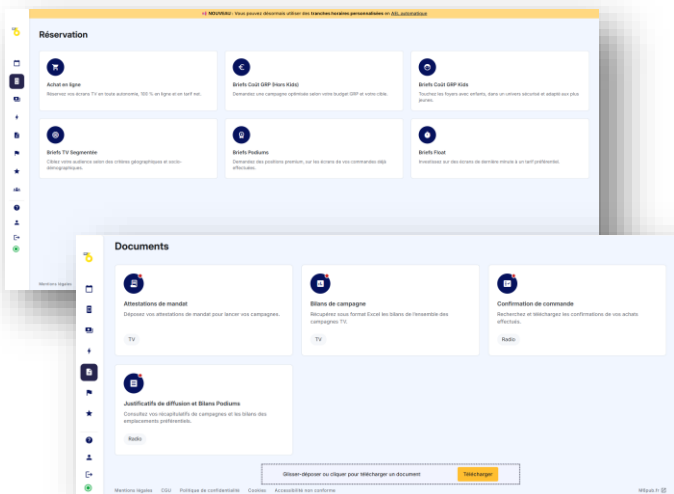 NOUVEAU : Vous pouvez désormais utiliser des tranches horaires personnalisées en AEL automatique
Réservation
Achat en ligne
Réservez vos écrans TV en toute autonomie, 100 % en ligne et en tarif net.
Briefs Coût GRP (Hors Kids)
Demandez une campagne optimisée selon votre budget GRP et votre cible.
Briefs Coût GRP Kids
Touchez les foyers avec enfants, dans un univers sécurisé et adapté aux plus
jeunes.
Briefs TV Segmentée
Ciblez votre audience selon des critères géographiques et socio-
démographiques.
Briefs Podiums
Demandez des positions premium, sur les écrans de vos commandes déjà
effectuées.
Briefs Float
Investissez sur des écrans de dernière minute à un tarif préférentiel.
Mentions légales
Documents
Attestations de mandat
Déposez vos attestations de mandat pour lancer vos campagnes.
TV
Bilans de campagne
Récupérez sous format Excel les bilans de l'ensemble des
campagnes TV.
TV
Confirmation de commande
Recherchez et téléchargez les confirmations de vos achats
effectués.
Radio
Justificatifs de diffusion et Bilans Podiums
Consultez vos récapitulatifs de campagnes et les bilans des
emplacements préférentiels.
Radio
Glisser-déposer ou cliquer pour télécharger un document
Télécharger
Mentions légales CGU Politique de confidentialité Cookies Accessibilité non conforme
M6pub.fr